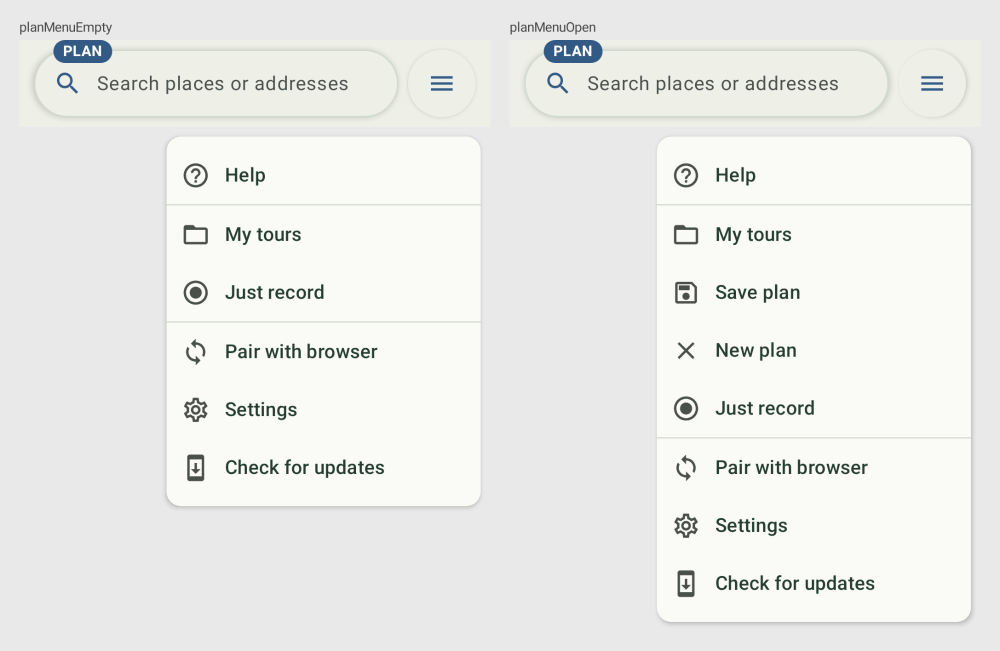 planMenuEmpty
PLAN
Search places or addresses
Help
My tours
Just record
Pair with browser
Settings
Check for updates
planMenuOpen
PLAN
Search places or addresses
Help
My tours
Save plan
New plan
Just record
Pair with browser
Settings
Check for updates